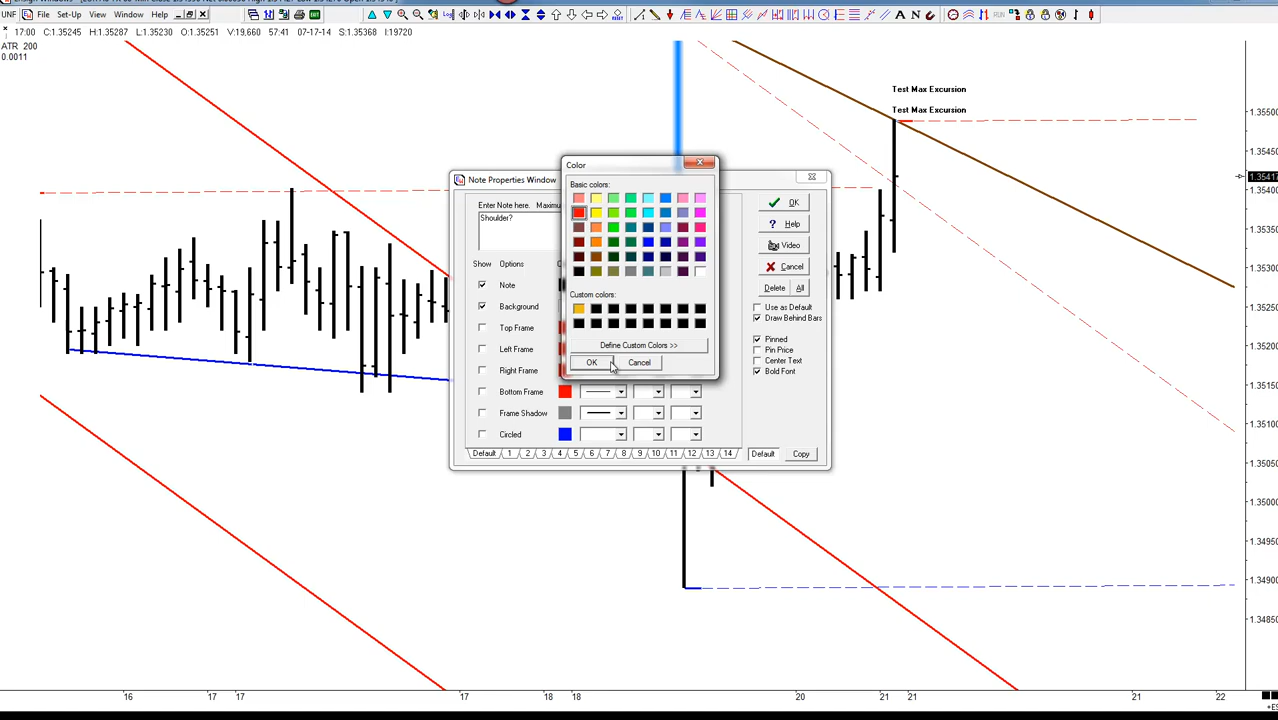 UNF File Set-Up View Window Help
17:00 C:1.35245 H:1.35287 L:1.35230 O:1.35251 V:19.660 57:41 07-17-14 S:1.35368 I:19720
ATR 200
0.0011
Test Max Excursion
Test Max Excursion
1.35500
1.35450
1.35417
1.35400
1.35350
1.35300
1.35250
1.35200
1.35150
1.35100
1.35050
1.35000
1.34950
1.34900
1.34850
Note Properties Window
Enter Note here. Maximu
Shoulder?
Show Options
Note
Background
Top Frame
Left Frame
Right Frame
Bottom Frame
Frame Shadow
Circled
Default 1 2 3 4 5 6 7 8 9 10 11 12 13 14
OK
? Help
Video
Cancel
Delete All
Use as Default
Draw Behind Bars
Pinned
Pin Price
Center Text
Bold Font
Default Copy
Color
Basic colors:
Custom colors:
Define Custom Colors >>
OK Cancel
16 17 17 17 18 18 20 21 21 21 22